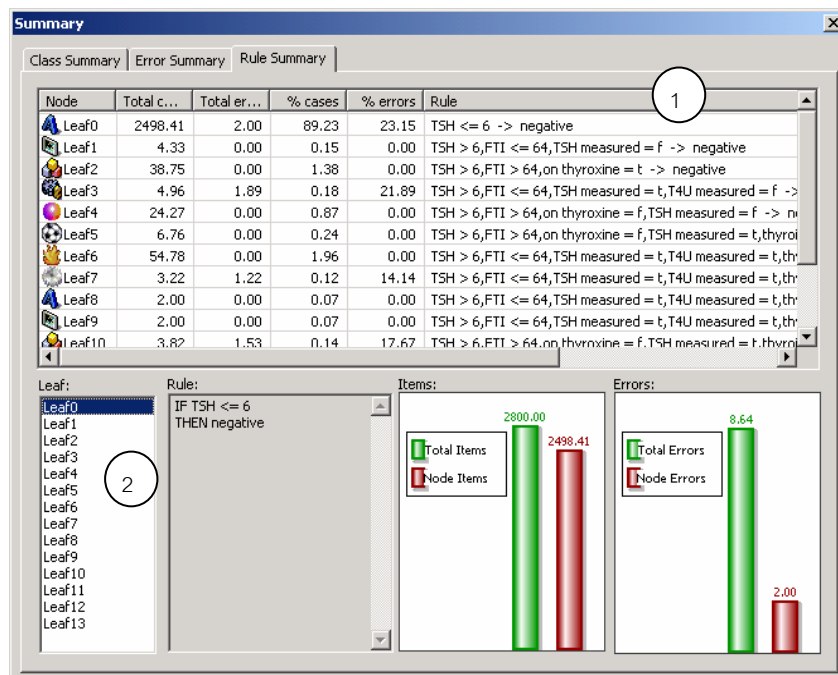 Summary
Class Summary Error Summary Rule Summary
1
Node Total c... Total er... % cases % errors Rule
Leaf0 2498.41 2.00 89.23 23.15 TSH <= 6 -> negative
Leaf1 4.33 0.00 0.15 0.00 TSH > 6,FTI <= 64,TSH measured = f -> negative
Leaf2 38.75 0.00 1.38 0.00 TSH > 6,FTI > 64,on thyroxine = t -> negative
Leaf3 4.96 1.89 0.18 21.89 TSH > 6,FTI <= 64,TSH measured = t,T4U measured = f ->
Leaf4 24.27 0.00 0.87 0.00 TSH > 6,FTI > 64,on thyroxine = f,TSH measured = f -> n
Leaf5 6.76 0.00 0.24 0.00 TSH > 6,FTI > 64,on thyroxine = f,TSH measured = t,thyroi
Leaf6 54.78 0.00 1.96 0.00 TSH > 6,FTI <= 64,TSH measured = t,T4U measured = t,th
Leaf7 3.22 1.22 0.12 14.14 TSH > 6,FTI <= 64,TSH measured = t,T4U measured = t,thy
Leaf8 2.00 0.00 0.07 0.00 TSH > 6,FTI <= 64,TSH measured = t,T4U measured = t,thy
Leaf9 2.00 0.00 0.07 0.00 TSH > 6,FTI <= 64,TSH measured = t,T4U measured = t,thy
Leaf10 3.82 1.53 0.14 17.67 TSH > 6,FTI > 64,on thyroxine = f,TSH measured = t,thyroi
Leaf: Rule: Items: Errors:
Leaf0
Leaf1
Leaf2
Leaf3
Leaf4
Leaf5
Leaf6
Leaf7
Leaf8
Leaf9
Leaf10
Leaf11
Leaf12
Leaf13
2
IF TSH <= 6
THEN negative
2800.00
2498.41
Total Items
Node Items
8.64
Total Errors
Node Errors
2.00